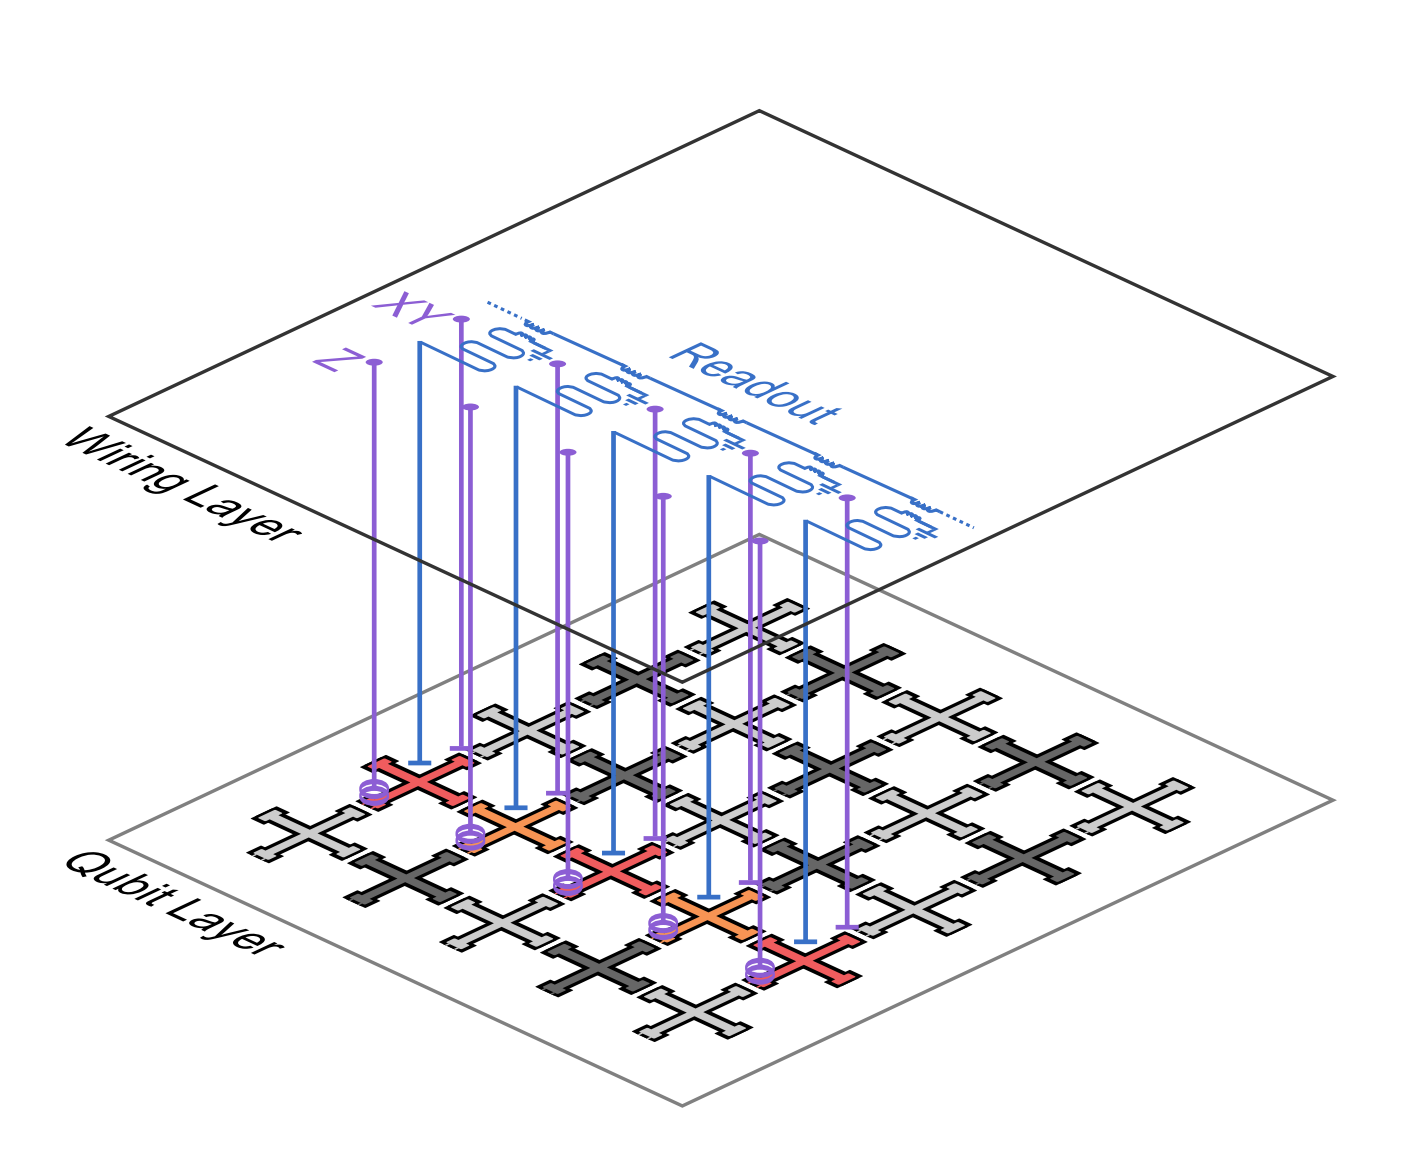 XY
Z
Readout
Wiring Layer
Qubit Layer